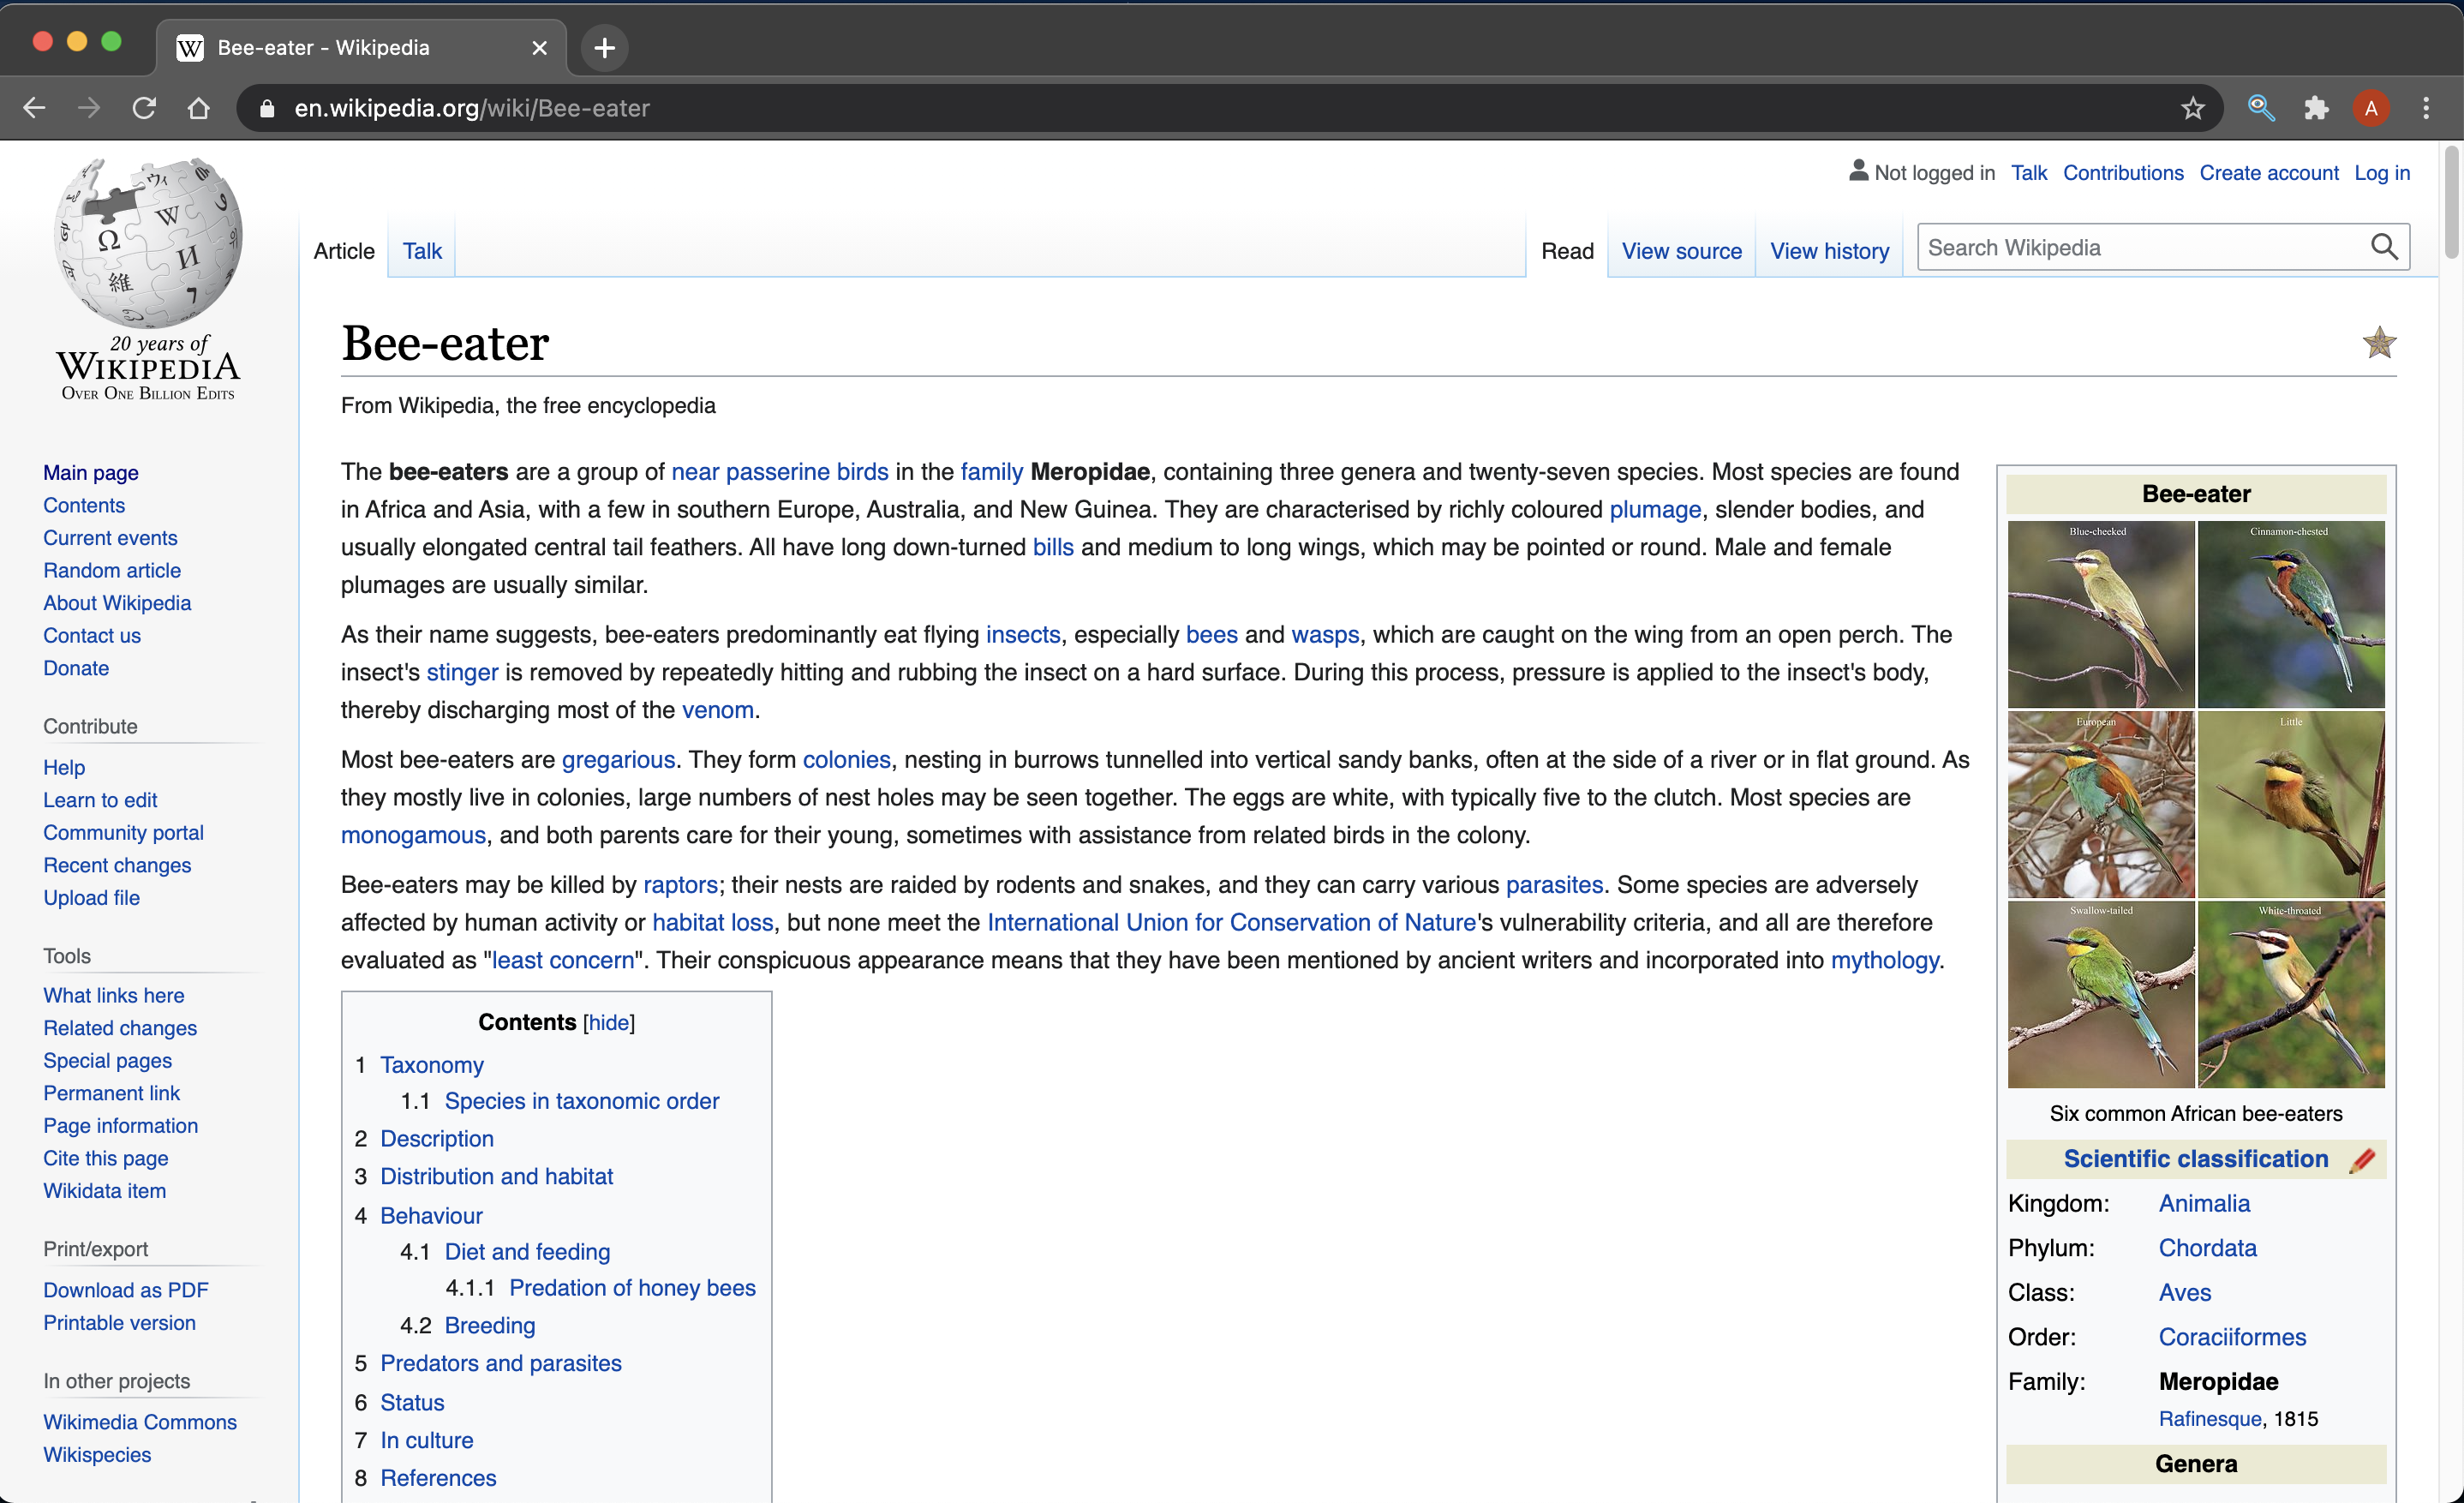 Bee-eater - Wikipedia
en.wikipedia.org/wiki/Bee-eater
A
Not logged in Talk Contributions Create account Log in
Article Talk Read View source View history Search Wikipedia
Ω W И 維 7
20 years of
WIKIPEDIA
OVER ONE BILLION EDITS
Main page
Contents
Current events
Random article
About Wikipedia
Contact us
Donate
Contribute
Help
Learn to edit
Community portal
Recent changes
Upload file
Tools
What links here
Related changes
Special pages
Permanent link
Page information
Cite this page
Wikidata item
Print/export
Download as PDF
Printable version
In other projects
Wikimedia Commons
Wikispecies
Bee-eater
From Wikipedia, the free encyclopedia
The bee-eaters are a group of near passerine birds in the family Meropidae, containing three genera and twenty-seven species. Most species are found
in Africa and Asia, with a few in southern Europe, Australia, and New Guinea. They are characterised by richly coloured plumage, slender bodies, and
usually elongated central tail feathers. All have long down-turned bills and medium to long wings, which may be pointed or round. Male and female
plumages are usually similar.
As their name suggests, bee-eaters predominantly eat flying insects, especially bees and wasps, which are caught on the wing from an open perch. The
insect's stinger is removed by repeatedly hitting and rubbing the insect on a hard surface. During this process, pressure is applied to the insect's body,
thereby discharging most of the venom.
Most bee-eaters are gregarious. They form colonies, nesting in burrows tunnelled into vertical sandy banks, often at the side of a river or in flat ground. As
they mostly live in colonies, large numbers of nest holes may be seen together. The eggs are white, with typically five to the clutch. Most species are
monogamous, and both parents care for their young, sometimes with assistance from related birds in the colony.
Bee-eaters may be killed by raptors; their nests are raided by rodents and snakes, and they can carry various parasites. Some species are adversely
affected by human activity or habitat loss, but none meet the International Union for Conservation of Nature's vulnerability criteria, and all are therefore
evaluated as "least concern". Their conspicuous appearance means that they have been mentioned by ancient writers and incorporated into mythology.
Contents [hide]
1 Taxonomy
1.1 Species in taxonomic order
2 Description
3 Distribution and habitat
4 Behaviour
4.1 Diet and feeding
4.1.1 Predation of honey bees
4.2 Breeding
5 Predators and parasites
6 Status
7 In culture
8 References
Bee-eater
Blue-cheeked Cinnamon-chested
European Little
Swallow-tailed White-throated
Six common African bee-eaters
Scientific classification
Kingdom: Animalia
Phylum: Chordata
Class: Aves
Order: Coraciiformes
Family: Meropidae
Rafinesque, 1815
Genera